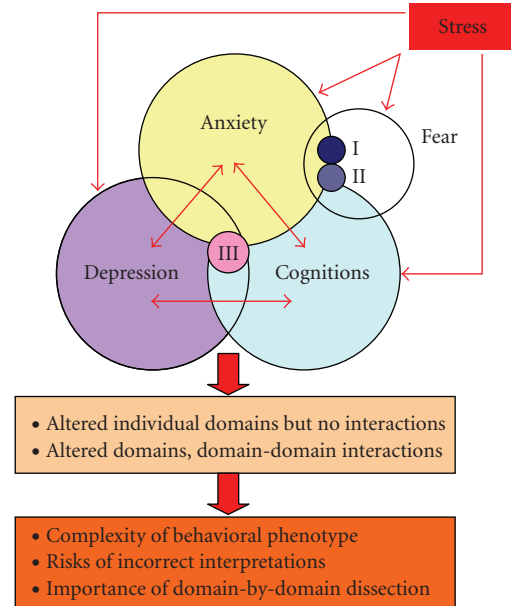 Stress
Anxiety
Fear
I
II
III
Depression
Cognitions
• Altered individual domains but no interactions
• Altered domains, domain-domain interactions
• Complexity of behavioral phenotype
• Risks of incorrect interpretations
• Importance of domain-by-domain dissection